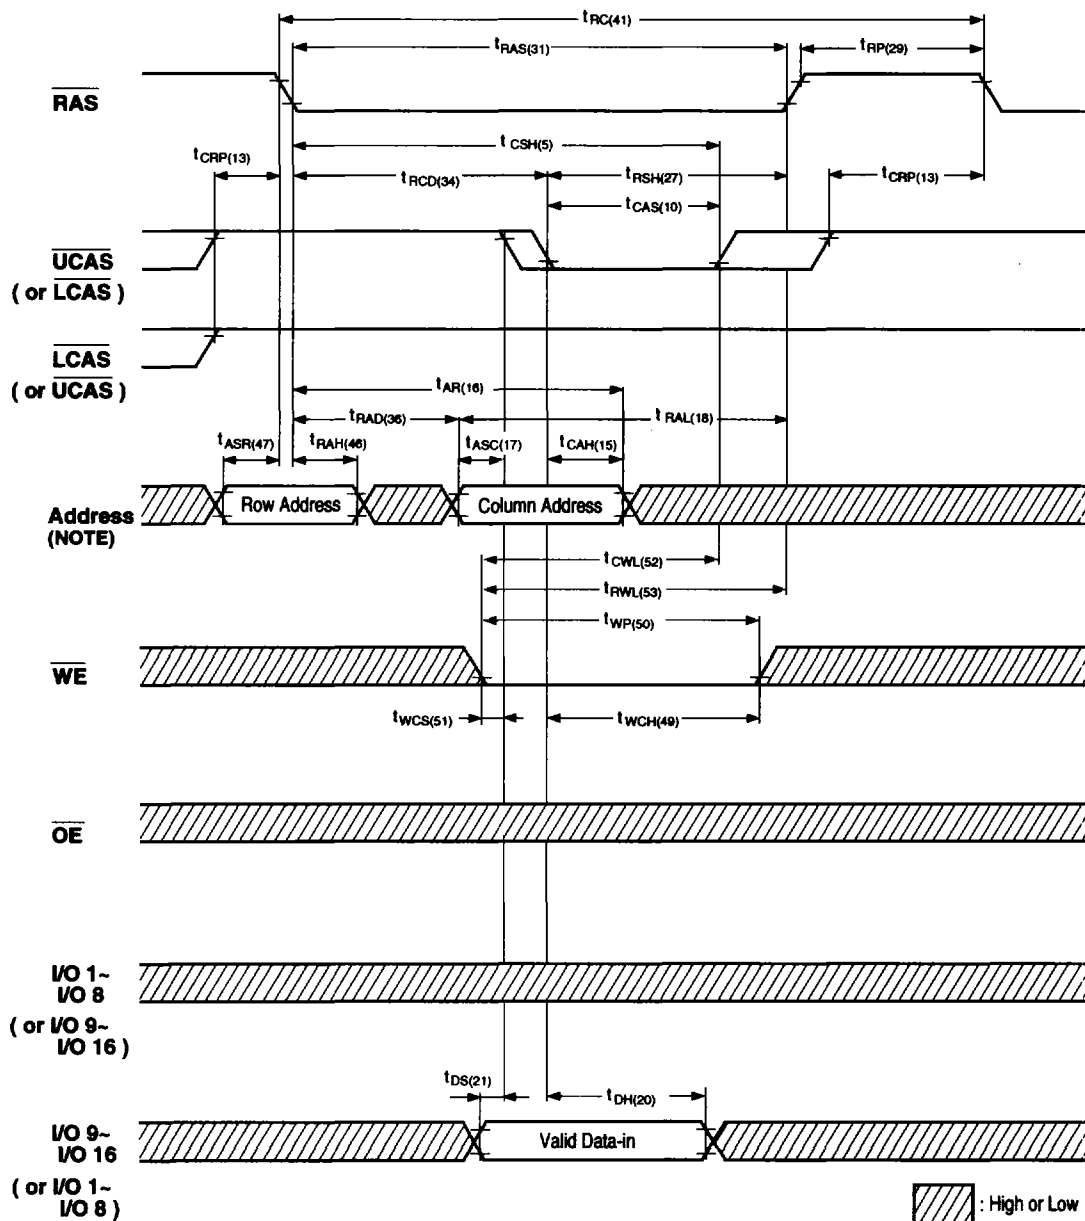 tRC(41)
tRAS(31)
tRP(29)
RAS
tCSH(5)
tCRP(13)
tRCD(34)
tRSH(27)
tCRP(13)
tCAS(10)
UCAS
( or LCAS )
LCAS
( or UCAS )
tAR(16)
tRAD(36)
tRAL(18)
tASR(47)
tRAH(46)
tASC(17)
tCAH(15)
Row Address
Column Address
Address
(NOTE)
tCWL(52)
tRWL(53)
tWP(50)
WE
tWCS(51)
tWCH(49)
OE
I/O 1~
I/O 8
( or I/O 9~
I/O 16 )
tDS(21)
tDH(20)
I/O 9~
I/O 16
Valid Data-in
( or I/O 1~
I/O 8 )
: High or Low